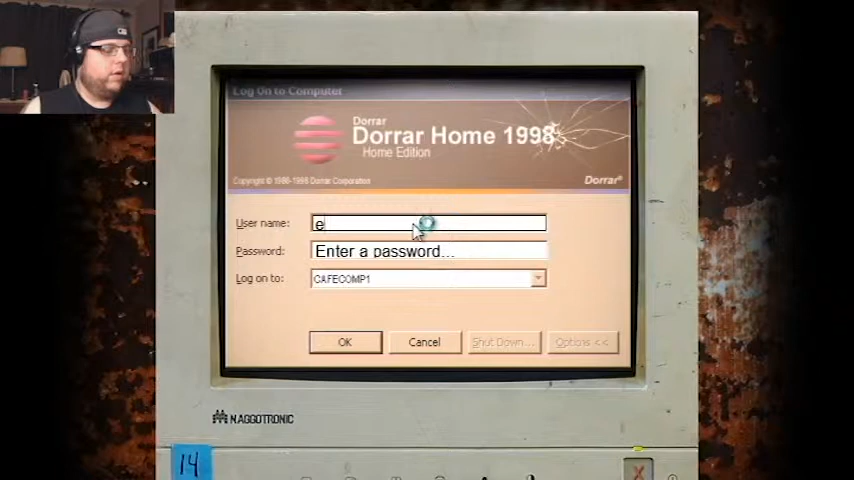 Log On to Computer
Dorrar
Dorrar Home 1998
Home Edition
Copyright © 1986-1998 Dorrar Corporation
Dorrar®
User name:
e
Password:
Enter a password...
Log on to:
CAFECOMP1
OK
Cancel
Shut Down...
Options <<
NAGGOTRONIC
14
X